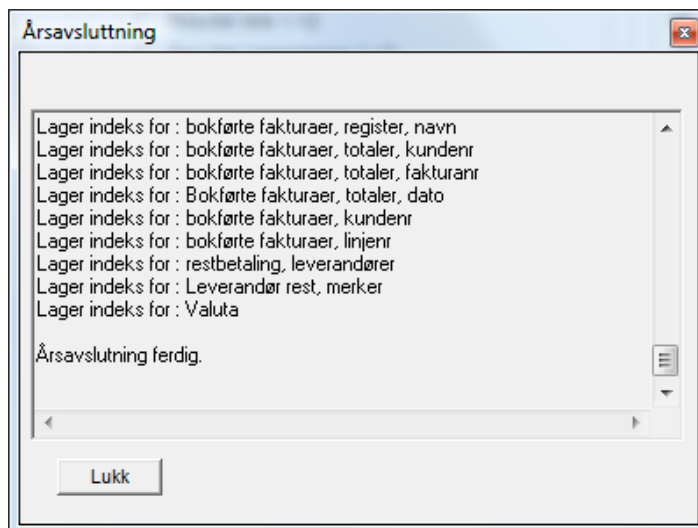 Årsavsluttning
Lager indeks for : bokførte fakturaer, register, navn
Lager indeks for : bokførte fakturaer, totaler, kundenr
Lager indeks for : bokførte fakturaer, totaler, fakturanr
Lager indeks for : Bokførte fakturaer, totaler, dato
Lager indeks for : bokførte fakturaer, kundenr
Lager indeks for : bokførte fakturaer, linjenr
Lager indeks for : restbetaling, leverandører
Lager indeks for : Leverandør rest, merker
Lager indeks for : Valuta
Årsavslutning ferdig.
Lukk